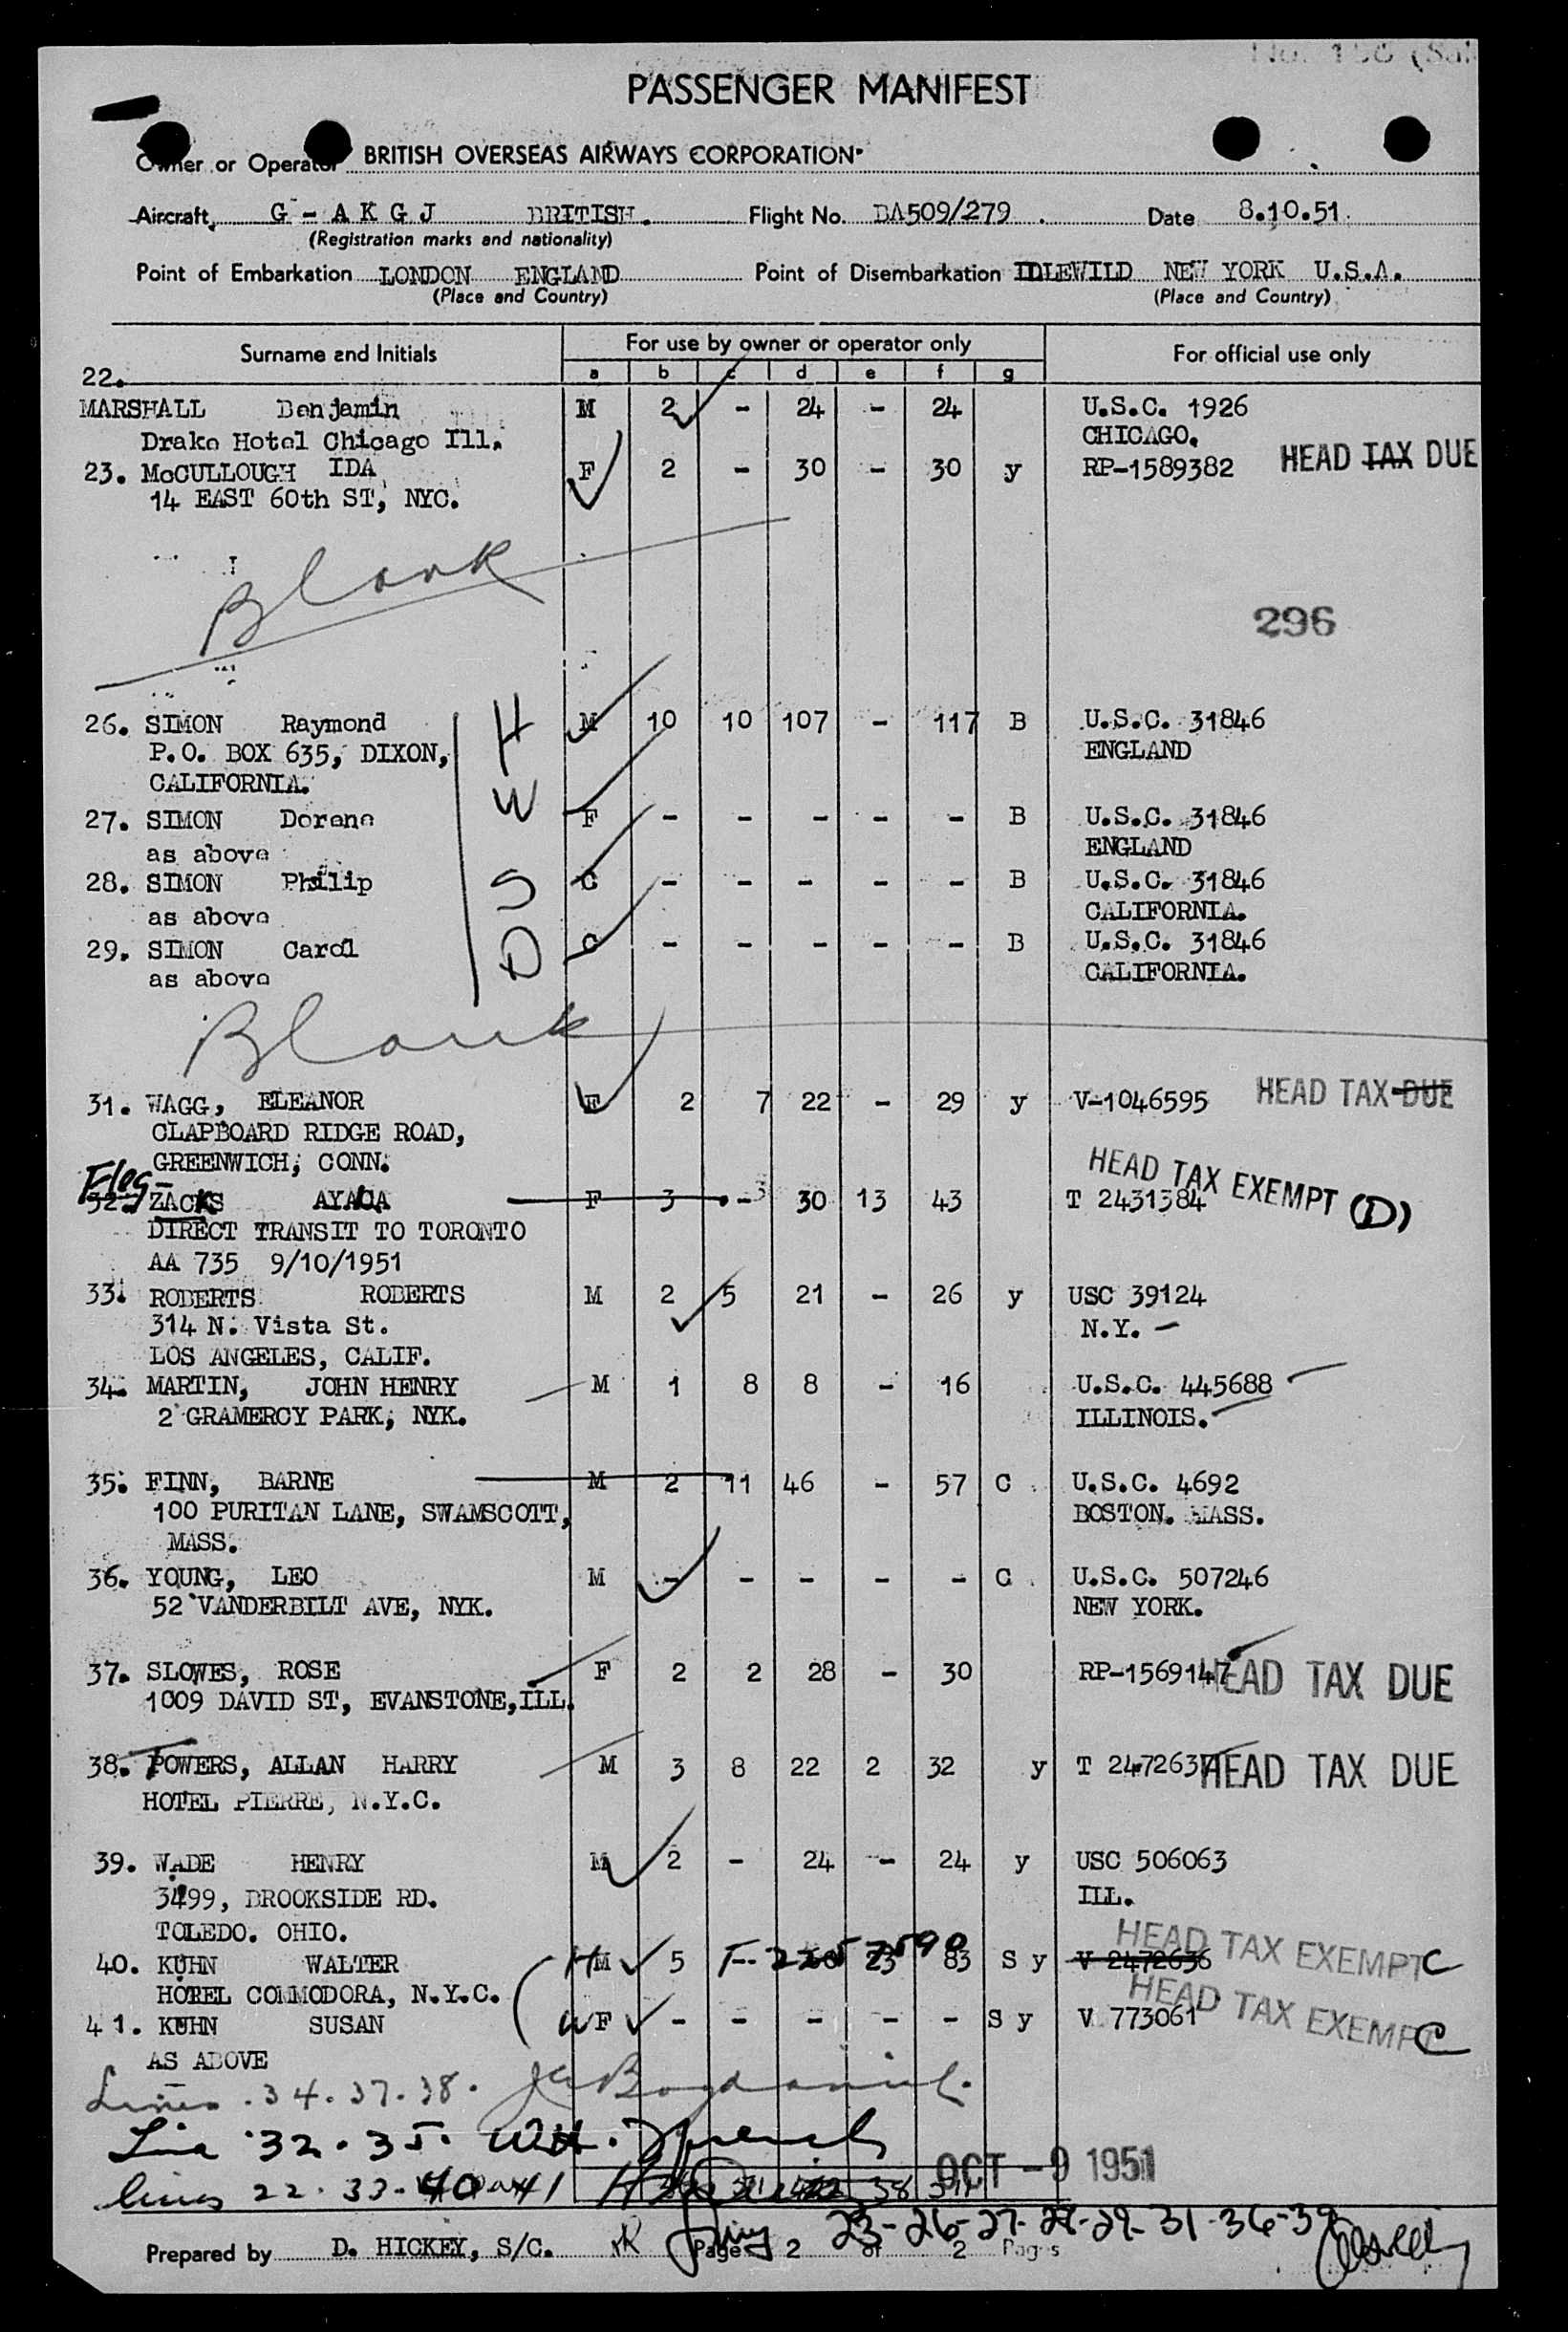 PASSENGER MANIFEST
Owner or Operator BRITISH OVERSEAS AIRWAYS CORPORATION
Aircraft G - A K G J BRITISH. Flight No. BA509/279 Date 8.10.51.
(Registration marks and nationality)
Point of Embarkation LONDON ENGLAND Point of Disembarkation IDLEWILD NEW YORK U.S.A.
(Place and Country) (Place and Country)
Surname and Initials For use by owner or operator only For official use only
22. a b c d e f g
MARSHALL Benjamin M 2 - 24 - 24 U.S.C. 1926
Drake Hotel Chicago Ill. CHICAGO.
23. McCULLOUGH IDA F 2 - 30 - 30 y RP-1589382 HEAD TAX DUE
14 EAST 60th ST, NYC.
Blank
296
26. SIMON Raymond M 10 10 107 - 117 B U.S.C. 31846
P.O. BOX 635, DIXON, ENGLAND
CALIFORNIA.
27. SIMON Dorene F - - - - - B U.S.C. 31846
as above ENGLAND
28. SIMON Philip C - - - - - B U.S.C. 31846
as above CALIFORNIA.
29. SIMON Carol C - - - - - B U.S.C. 31846
as above CALIFORNIA.
D S W H
Blank
31. WAGG, ELEANOR F 2 7 22 - 29 y V-1046595 HEAD TAX DUE
CLAPBOARD RIDGE ROAD,
GREENWICH, CONN. HEAD TAX EXEMPT (D)
32. ZACKS F 3 - 30 13 43 T 2431384
DIRECT TRANSIT TO TORONTO
AA 735 9/10/1951
33. ROBERTS ROBERTS M 2 5 21 - 26 y USC 39124
314 N. Vista St. N.Y. -
LOS ANGELES, CALIF.
34. MARTIN, JOHN HENRY M 1 8 8 - 16 U.S.C. 445688
2 GRAMERCY PARK, NYK. ILLINOIS.
35. FINN, BARNE M 2 11 46 - 57 C U.S.C. 4692
100 PURITAN LANE, SWAMSCOTT, BOSTON. MASS.
MASS.
36. YOUNG, LEO M - - - - - C U.S.C. 507246
52 VANDERBILT AVE, NYK. NEW YORK.
37. SLOWES, ROSE F 2 2 28 - 30 RP-1569147 HEAD TAX DUE
1009 DAVID ST, EVANSTONE, ILL.
38. POWERS, ALLAN HARRY M 3 8 22 2 32 y T 2472637 HEAD TAX DUE
HOTEL PIERRE, N.Y.C.
39. WADE HENRY M 2 - 24 - 24 y USC 506063
3499, BROOKSIDE RD. ILL.
TOLEDO. OHIO. HEAD TAX EXEMPT C
40. KUHN WALTER H M 5 83 S y V 2472636
HOTEL COMMODORA, N.Y.C. HEAD TAX EXEMPT C
41. KUHN SUSAN W F - - - - - S y V 773061
AS ABOVE
Lines . 34 . 37 . 38 .
Line 32 . 35.
OCT - 9 1951
lines 22 . 33 - 40 41
23 - 26 - 27 - 28 - 29 - 31 - 36 - 39
Prepared by D. HICKEY, S/C. Page 2 of 2 Pages